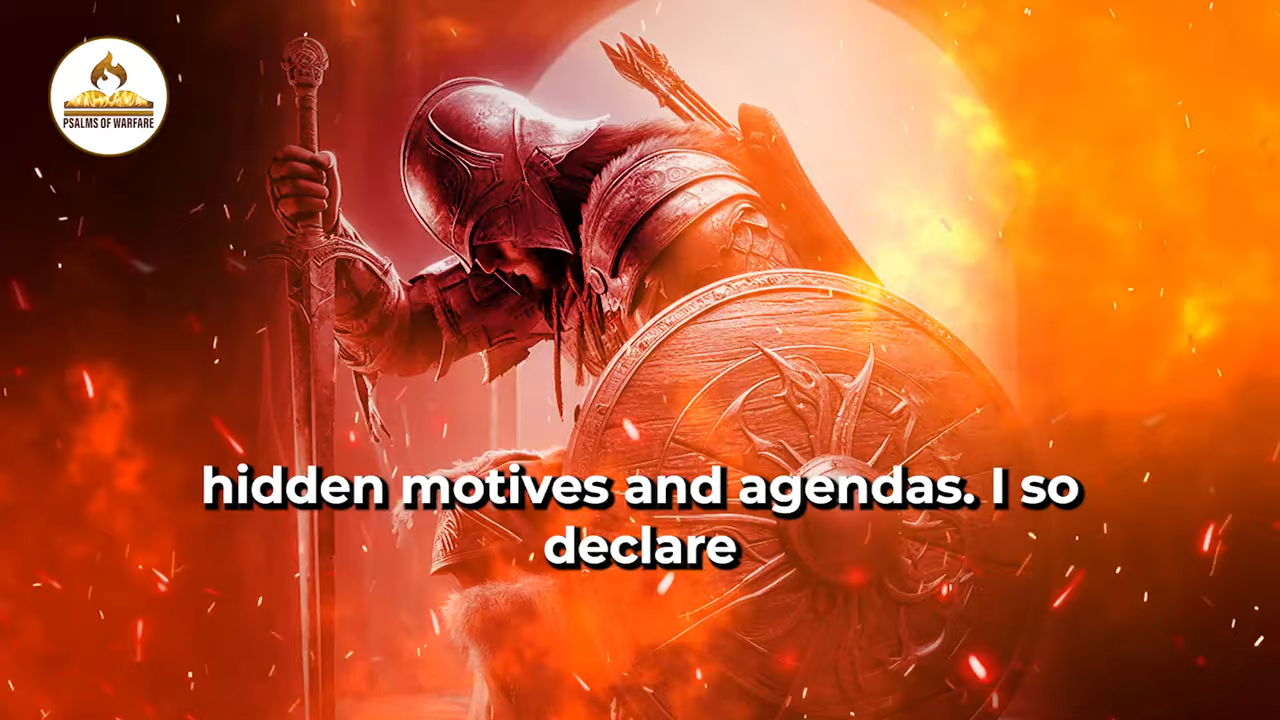 PSALMS OF WARFARE
hidden motives and agendas. I so
declare